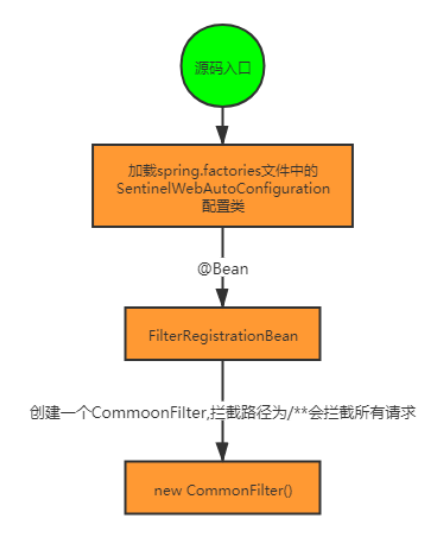 源码入口
加载spring.factories文件中的
SentinelWebAutoConfiguration
配置类
@Bean
FilterRegistrationBean
创建一个CommoonFilter,拦截路径为/**会拦截所有请求
new CommonFilter()